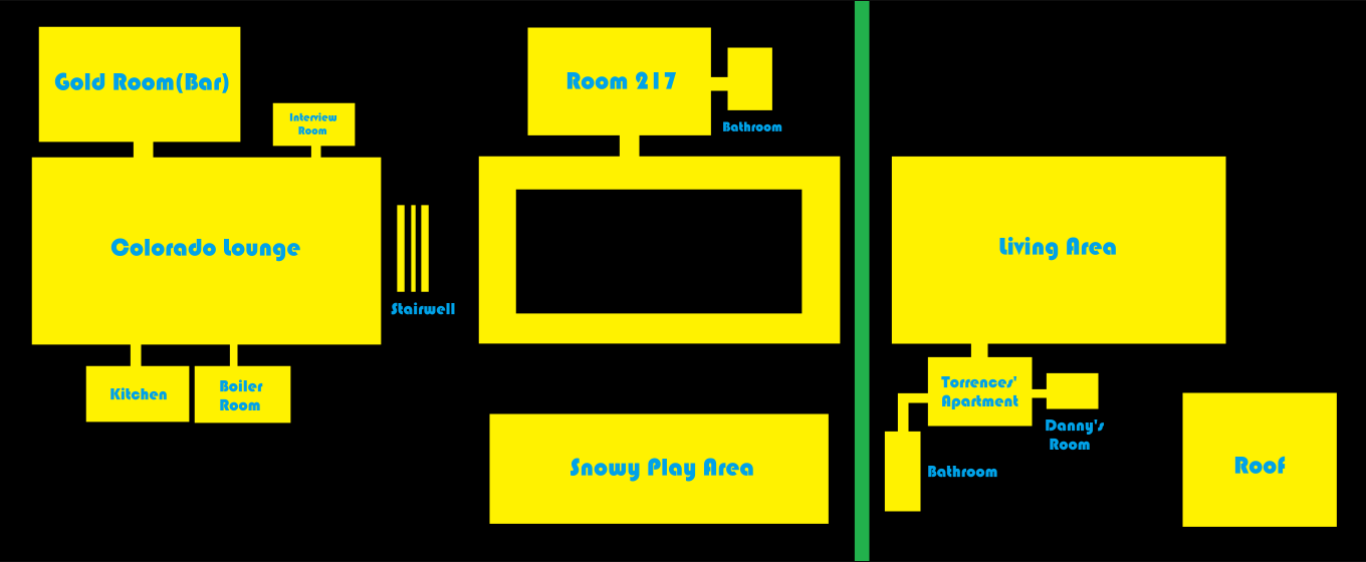 Gold Room(Bar)
Interview
Room
Colorado Lounge
Stairwell
Kitchen
Boiler
Room
Room 217
Bathroom
Snowy Play Area
Living Area
Torrences'
Apartment
Danny's
Room
Bathroom
Roof